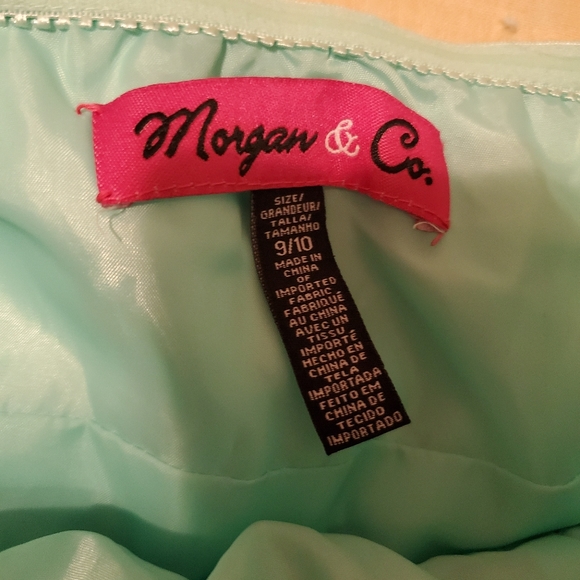 Morgan & Co.
SIZE/
GRANDEUR/
TALLA/
TAMANHO
9/10
MADE IN
CHINA
OF
IMPORTED
FABRIC
FABRIQUÉ
AU CHINA
AVEC UN
TISSU
IMPORTÉ
HECHO EN
CHINA DE
TELA
IMPORTADA
FEITO EM
CHINA DE
TECIDO
IMPORTADO